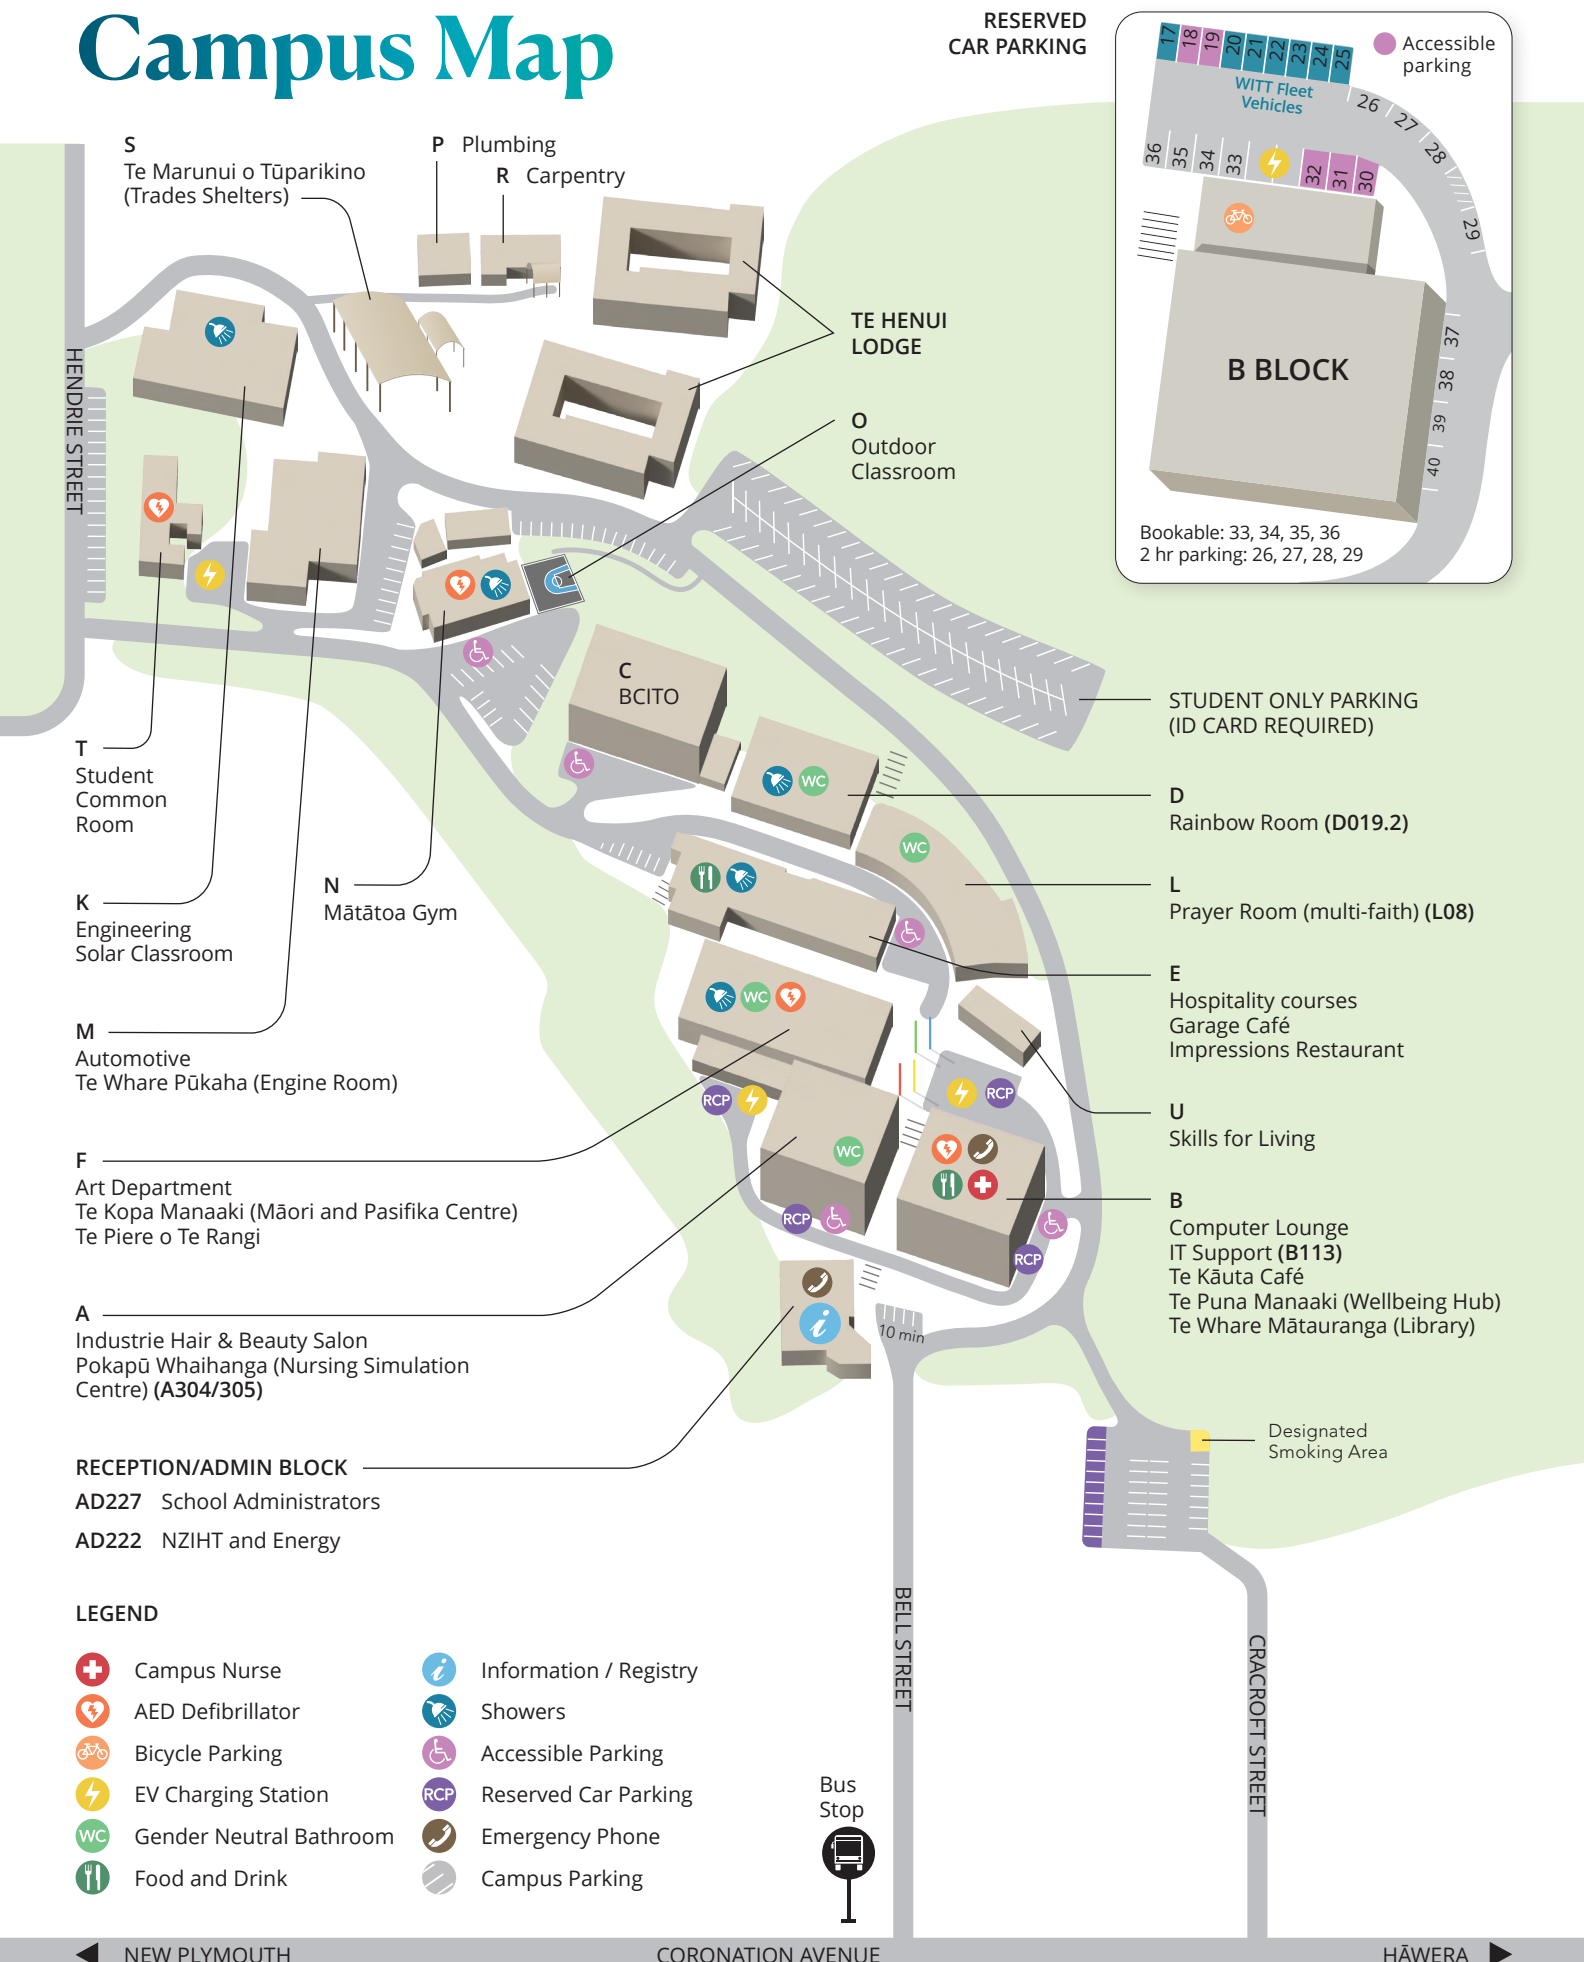 Campus Map
RESERVED
CAR PARKING
17 18 19 20 21 22 23 24 25
Accessible
parking
WITT Fleet
Vehicles
26
27
28
29
36 35 34 33
32 31 30
37
38
39
40
B BLOCK
Bookable: 33, 34, 35, 36
2 hr parking: 26, 27, 28, 29
S
Te Marunui o Tūparikino
(Trades Shelters)
P Plumbing
R Carpentry
TE HENUI
LODGE
O
Outdoor
Classroom
HENDRIE STREET
C
BCITO
STUDENT ONLY PARKING
(ID CARD REQUIRED)
T
Student
Common
Room
D
Rainbow Room (D019.2)
WC
WC
K
Engineering
Solar Classroom
N
Mātātoa Gym
L
Prayer Room (multi-faith) (L08)
E
Hospitality courses
Garage Café
Impressions Restaurant
M
Automotive
Te Whare Pūkaha (Engine Room)
WC
RCP
RCP
U
Skills for Living
F
Art Department
Te Kopa Manaaki (Māori and Pasifika Centre)
Te Piere o Te Rangi
WC
RCP
RCP
B
Computer Lounge
IT Support (B113)
Te Kāuta Café
Te Puna Manaaki (Wellbeing Hub)
Te Whare Mātauranga (Library)
A
Industrie Hair & Beauty Salon
Pokapū Whaihanga (Nursing Simulation
Centre) (A304/305)
i
10 min
Designated
Smoking Area
RECEPTION/ADMIN BLOCK
AD227 School Administrators
AD222 NZIHT and Energy
BELL STREET
CRACROFT STREET
LEGEND
Campus Nurse
AED Defibrillator
Bicycle Parking
EV Charging Station
WC Gender Neutral Bathroom
Food and Drink
i Information / Registry
Showers
Accessible Parking
RCP Reserved Car Parking
Emergency Phone
Campus Parking
Bus
Stop
NEW PLYMOUTH
CORONATION AVENUE
HĀWERA